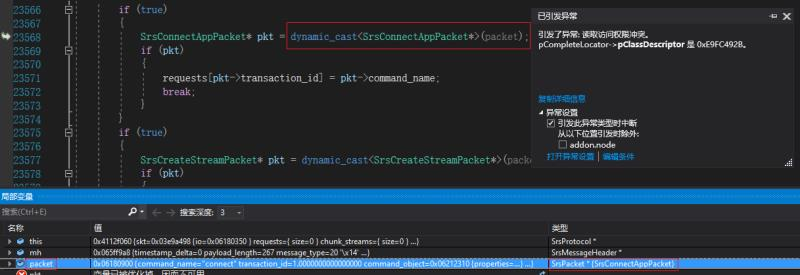 23566 if (true)
23567 {
23568 SrsConnectAppPacket* pkt = dynamic_cast<SrsConnectAppPacket*>(packet);
23569 if (pkt)
23570 {
23571 requests[pkt->transaction_id] = pkt->command_name;
23572 break;
23573 }
23574 }
23575 if (true)
23576 {
23577 SrsCreateStreamPacket* pkt = dynamic_cast<SrsCreateStreamPacket*>(packe
23578 if (pkt)
23579 {
已引发异常
引发了异常: 读取访问权限冲突。
pCompleteLocator->pClassDescriptor 是 0xE9FC492B。
复制详细信息
异常设置
引发此异常类型时中断
从以下位置引发时除外:
addon.node
打开异常设置 | 编辑条件
局部变量
搜索(Ctrl+E) 搜索深度: 3
名称 值 类型
this 0x4112f060 {skt=0x03e9a498 {io=0x06180350 } requests={ size=0 } chunk_streams={ size=0 } ...} SrsProtocol *
mh 0x065ff9a8 {timestamp_delta=0 payload_length=267 message_type=20 '\x14' ...} SrsMessageHeader *
packet 0x06180900 {command_name="connect" transaction_id=1.0000000000000000 command_object=0x06212310 {properties=...} ...} SrsPacket * {SrsConnectAppPacket}
pkt 变量已被优化掉，因而不可用。